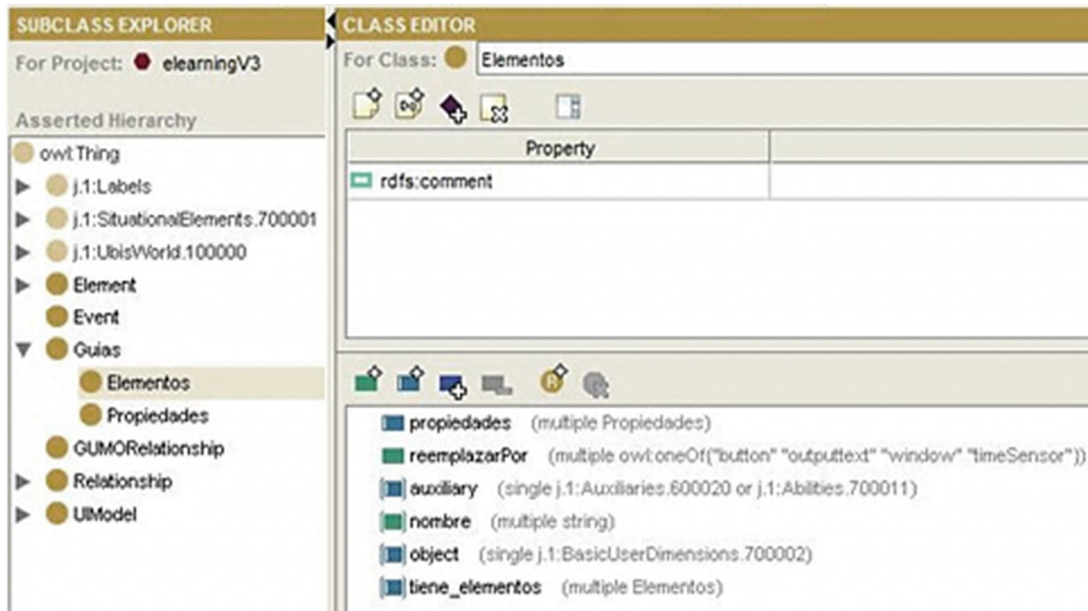 SUBCLASS EXPLORER
For Project: elearningV3
Asserted Hierarchy
owl:Thing
j.1:Labels
j.1:SituationalElements.700001
j.1:UbisWorld.100000
Element
Event
Guias
Elementos
Propiedades
GUMORelationship
Relationship
UIModel
CLASS EDITOR
For Class: Elementos
Property
rdfs:comment
propiedades (multiple Propiedades)
reemplazarPor (multiple owl:oneOf("button" "outputtext" "window" "timeSensor"))
auxiliary (single j.1:Auxiliaries.600020 or j.1:Abilities.700011)
nombre (multiple string)
object (single j.1:BasicUserDimensions.700002)
tiene_elementos (multiple Elementos)